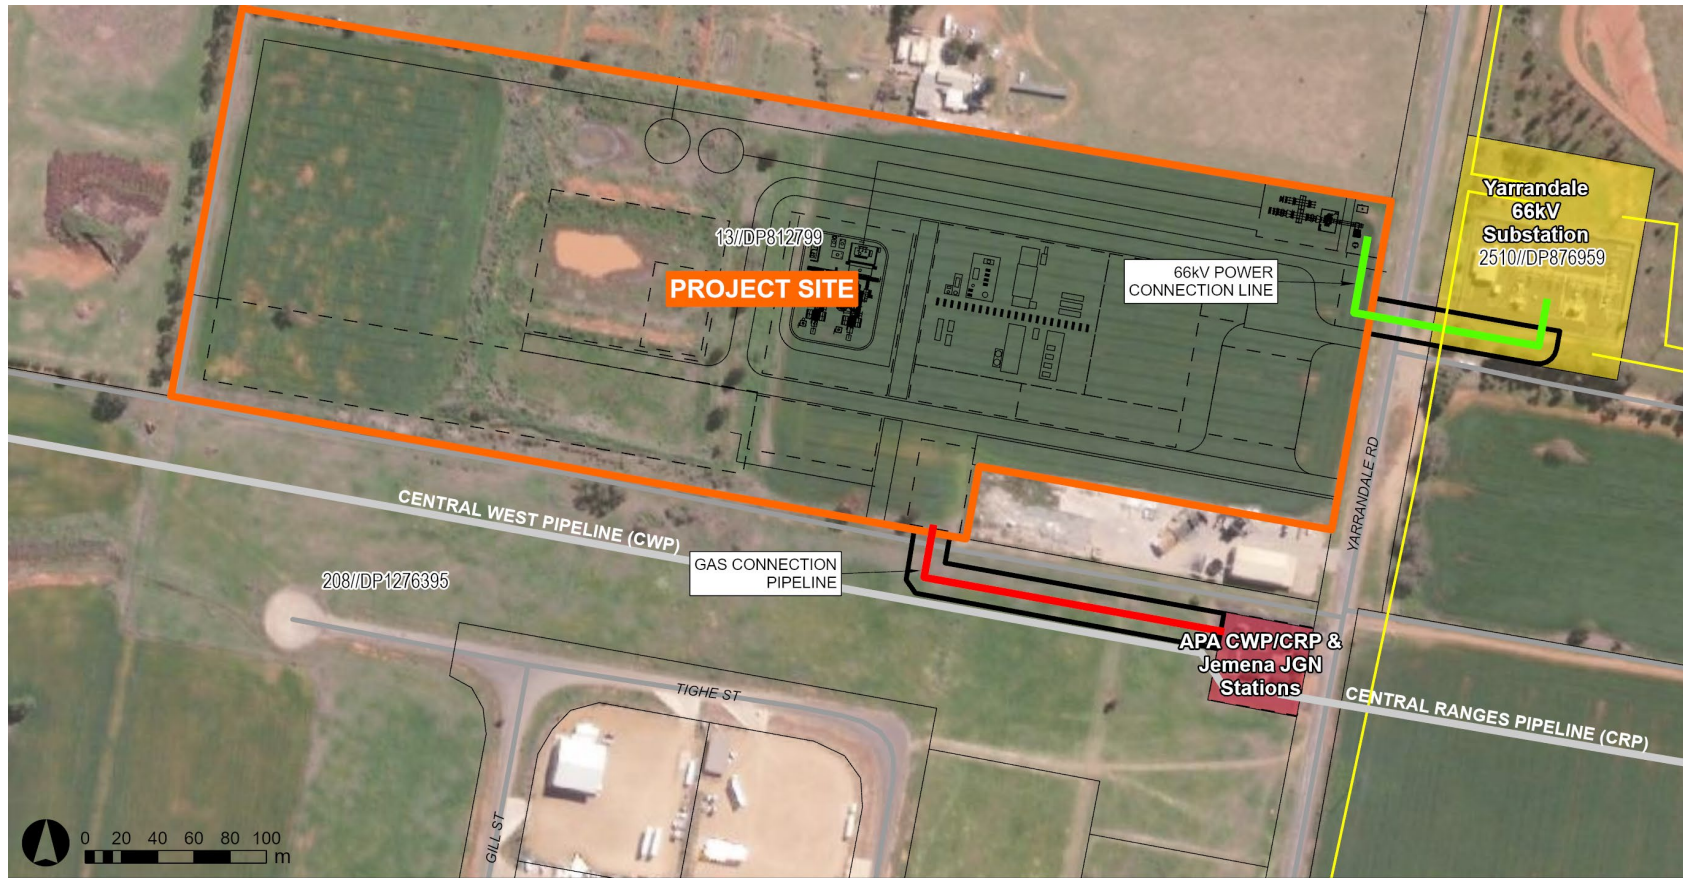 Yarrandale
66kV
Substation
2510//DP876959
13//DP812799
PROJECT SITE
66kV POWER
CONNECTION LINE
YARRANDALE RD
CENTRAL WEST PIPELINE (CWP)
GAS CONNECTION
PIPELINE
208//DP1276395
APA CWP/CRP &
Jemena JGN
Stations
CENTRAL RANGES PIPELINE (CRP)
TIGHE ST
GILL ST
0 20 40 60 80 100
m